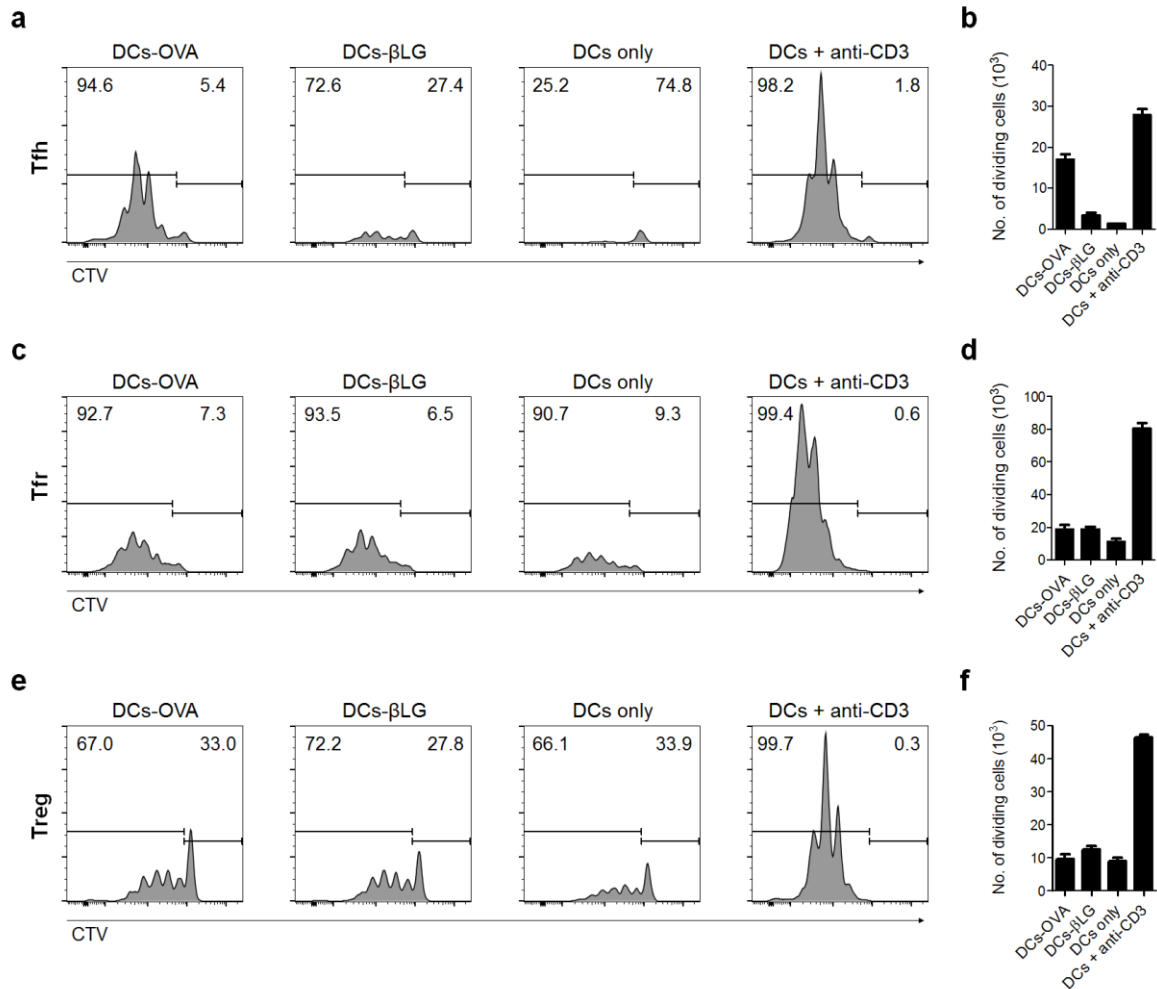 a
DCs-OVA DCs-βLG DCs only DCs + anti-CD3
Tfh
94.6 5.4 72.6 27.4 25.2 74.8 98.2 1.8
CTV
b
No. of dividing cells (10³)
40
30
20
10
0
DCs-OVA
DCs-βLG
DCs only
DCs + anti-CD3
c
DCs-OVA DCs-βLG DCs only DCs + anti-CD3
Tfr
92.7 7.3 93.5 6.5 90.7 9.3 99.4 0.6
CTV
d
No. of dividing cells (10³)
100
80
60
40
20
0
DCs-OVA
DCs-βLG
DCs only
DCs + anti-CD3
e
DCs-OVA DCs-βLG DCs only DCs + anti-CD3
Treg
67.0 33.0 72.2 27.8 66.1 33.9 99.7 0.3
CTV
f
No. of dividing cells (10³)
50
40
30
20
10
0
DCs-OVA
DCs-βLG
DCs only
DCs + anti-CD3